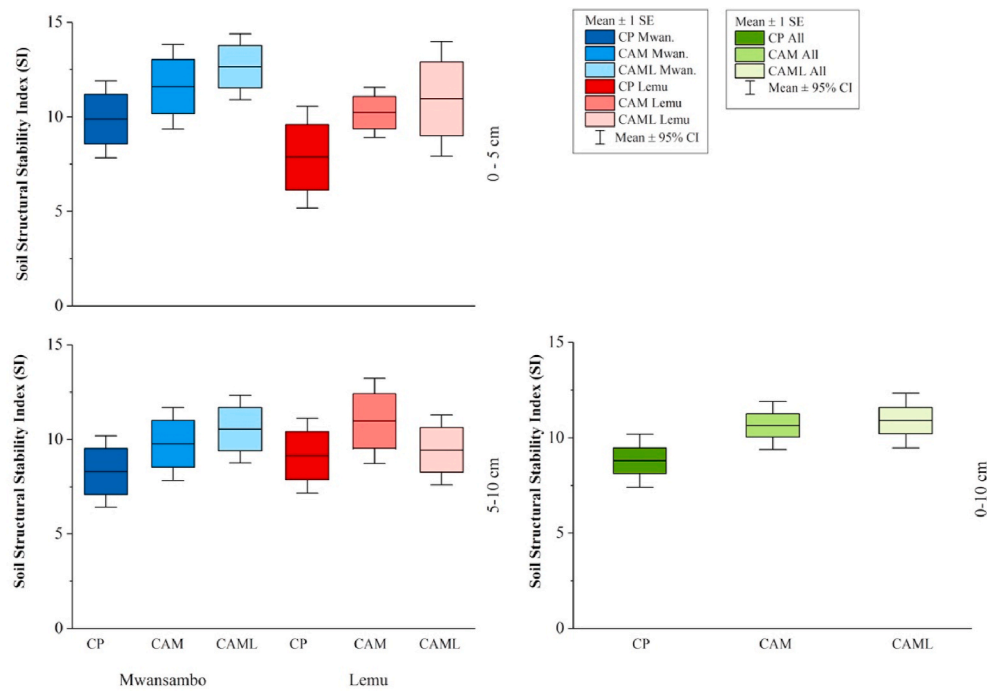 15
10
5
0
Soil Structural Stability Index (SI)
0 - 5 cm
Mean ± 1 SE
CP Mwan.
CAM Mwan.
CAML Mwan.
CP Lemu
CAM Lemu
CAML Lemu
Mean ± 95% CI
Mean ± 1 SE
CP All
CAM All
CAML All
Mean ± 95% CI
15
10
5
0
Soil Structural Stability Index (SI)
5-10 cm
CP
CAM
CAML
CP
CAM
CAML
Mwansambo
Lemu
15
10
5
0
Soil Structural Stability Index (SI)
0-10 cm
CP
CAM
CAML